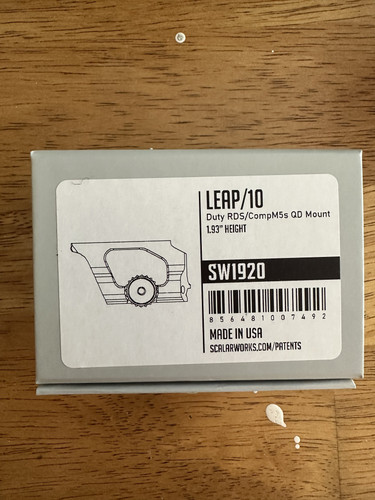 LEAP/10
Duty RDS/CompM5s QD Mount
1.93" HEIGHT
SW1920
856481007492
MADE IN USA
SCALARWORKS.COM/PATENTS